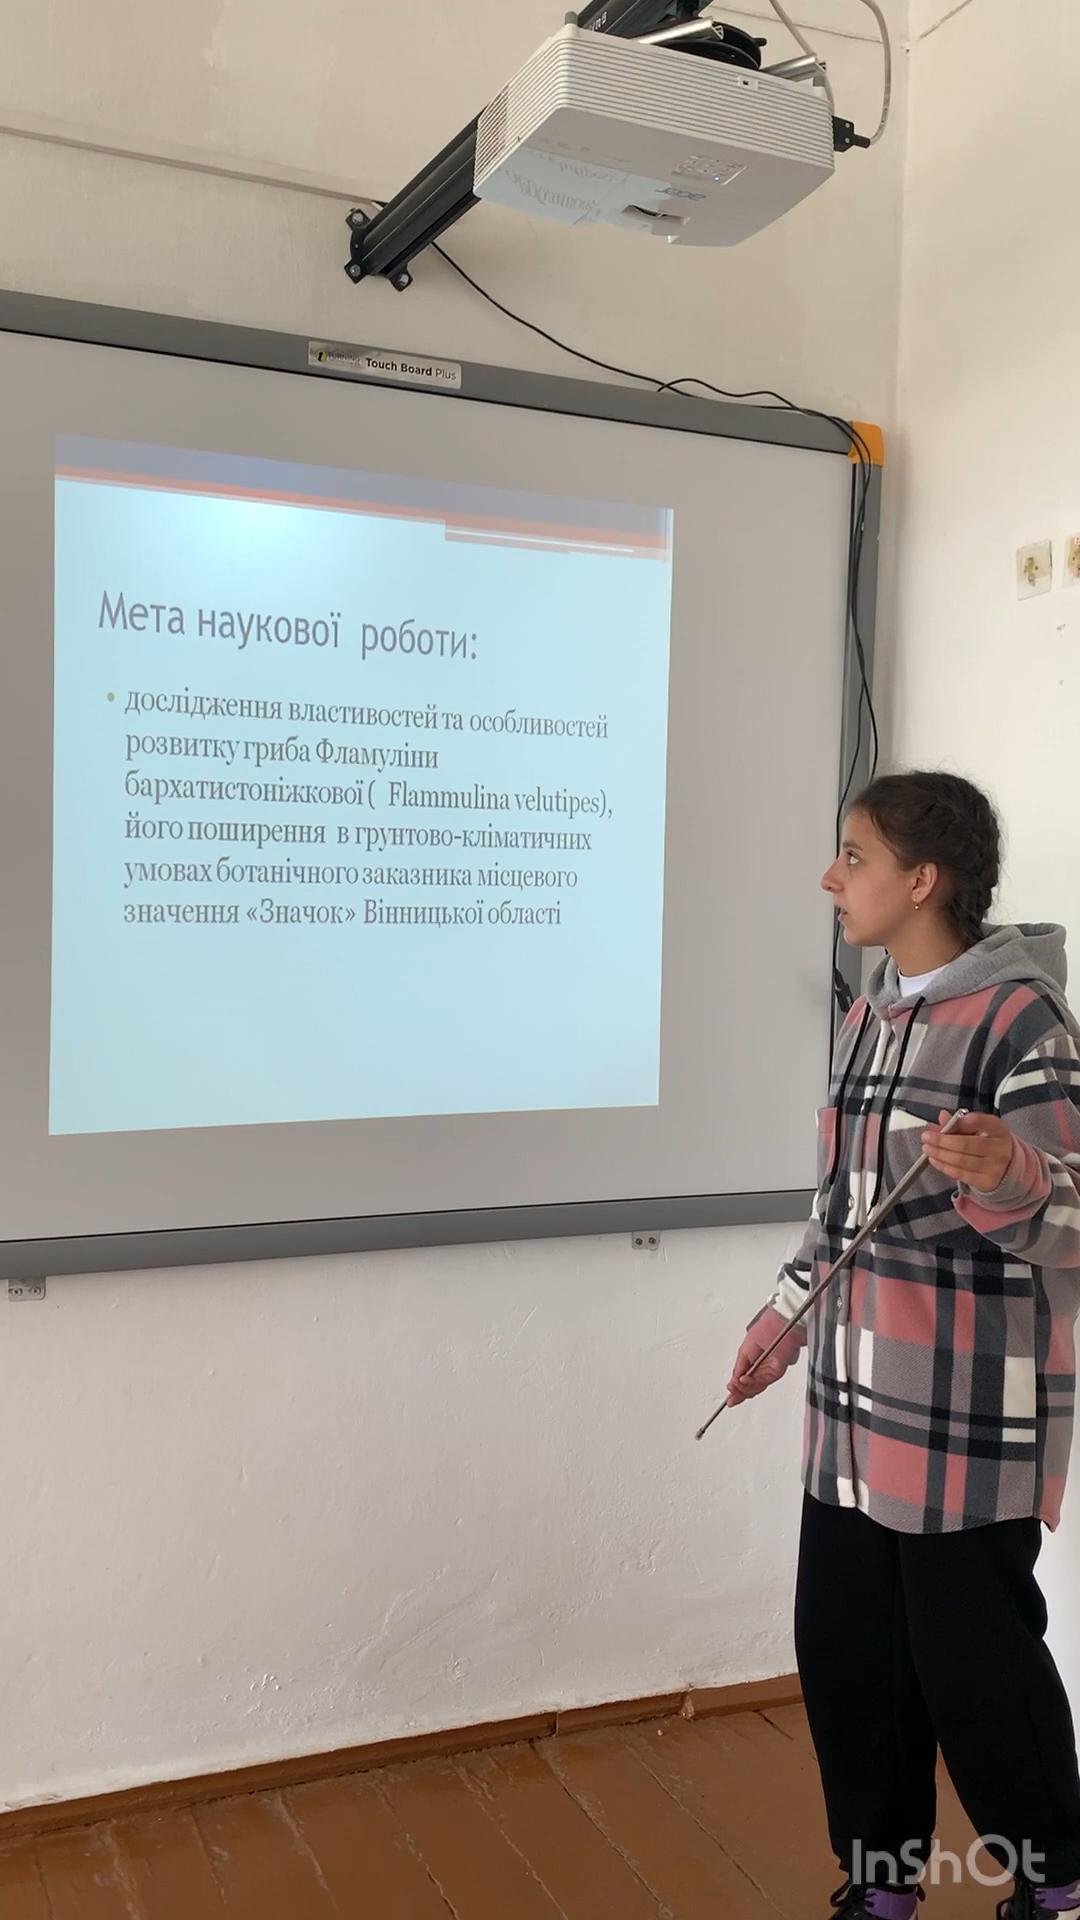 acer
Touch Board Plus
Мета наукової роботи:
• дослідження властивостей та особливостей
розвитку гриба Фламуліни
бархатистоніжкової ( Flammulina velutipes),
його поширення в грунтово-кліматичних
умовах ботанічного заказника місцевого
значення «Значок» Вінницької області
InShOt